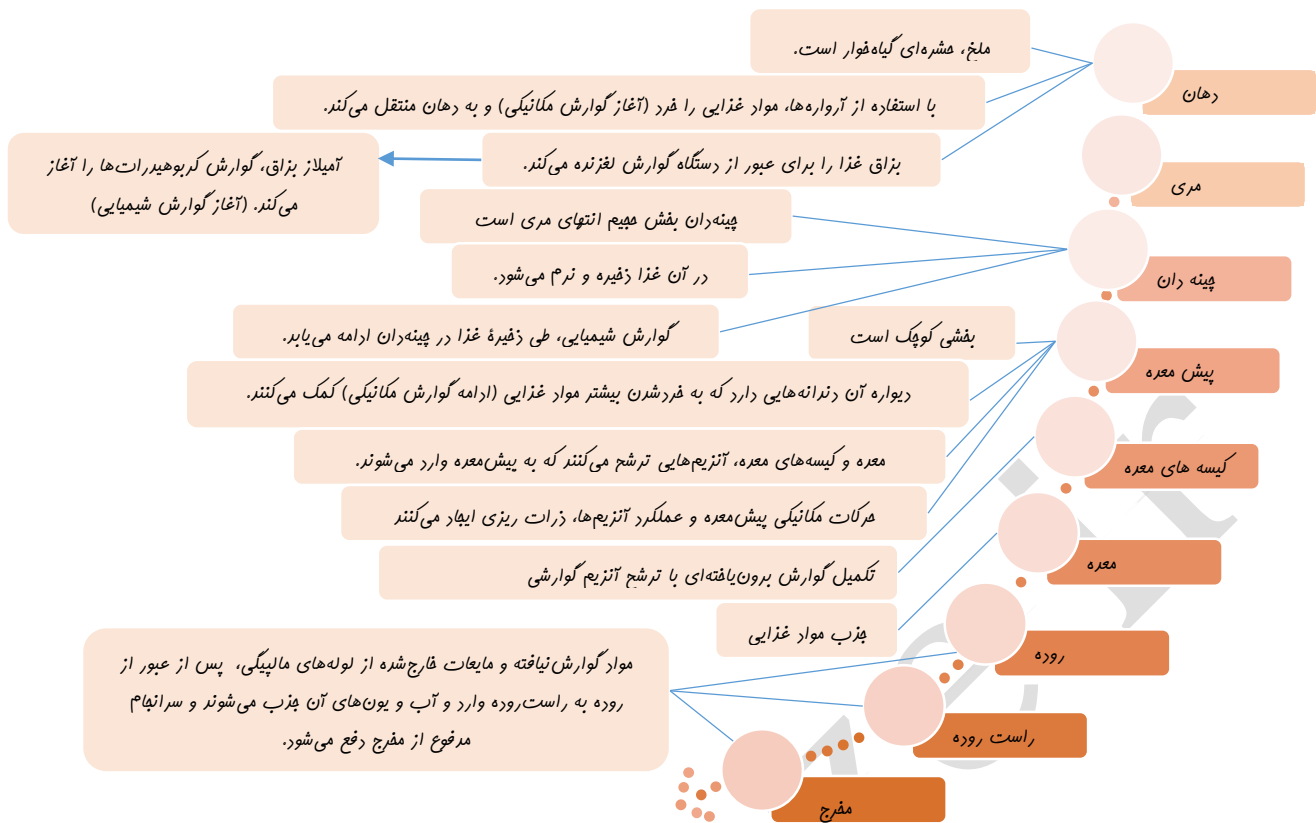 ملخ، حشره‌ای گیاه‌خوار است.
دهان
با استفاده از آرواره‌ها، مواد غذایی را خرد (آغاز گوارش مکانیکی) و به دهان منتقل می‌کند.
بزاق غذا را برای عبور از دستگاه گوارش لغزنده می‌کند.
آمیلاز بزاق، گوارش کربوهیدرات‌ها را آغاز
می‌کند. (آغاز گوارش شیمیایی)
مری
چینه‌دان بخش حجیم انتهای مری است
در آن غذا ذخیره و نرم می‌شود.
چینه دان
گوارش شیمیایی، طی ذخیرهٔ غذا در چینه‌دان ادامه می‌یابد.
بخشی کوچک است
پیش معده
دیواره آن دندانه‌هایی دارد که به خردشدن بیشتر مواد غذایی (ادامه گوارش مکانیکی) کمک می‌کنند.
معده و کیسه‌های معده، آنزیم‌هایی ترشح می‌کنند که به پیش‌معده وارد می‌شوند.
کیسه های معده
حرکات مکانیکی پیش‌معده و عملکرد آنزیم‌ها، ذرات ریزی ایجاد می‌کنند
تکمیل گوارش برون‌یاخته‌ای با ترشح آنزیم گوارشی
معده
جذب مواد غذایی
روده
مواد گوارش‌نیافته و مایعات خارج‌شده از لوله‌های مالپیگی، پس از عبور از
روده به راست‌روده وارد و آب و یون‌های آن جذب می‌شوند و سرانجام
مدفوع از مخرج دفع می‌شود.
راست روده
مخرج